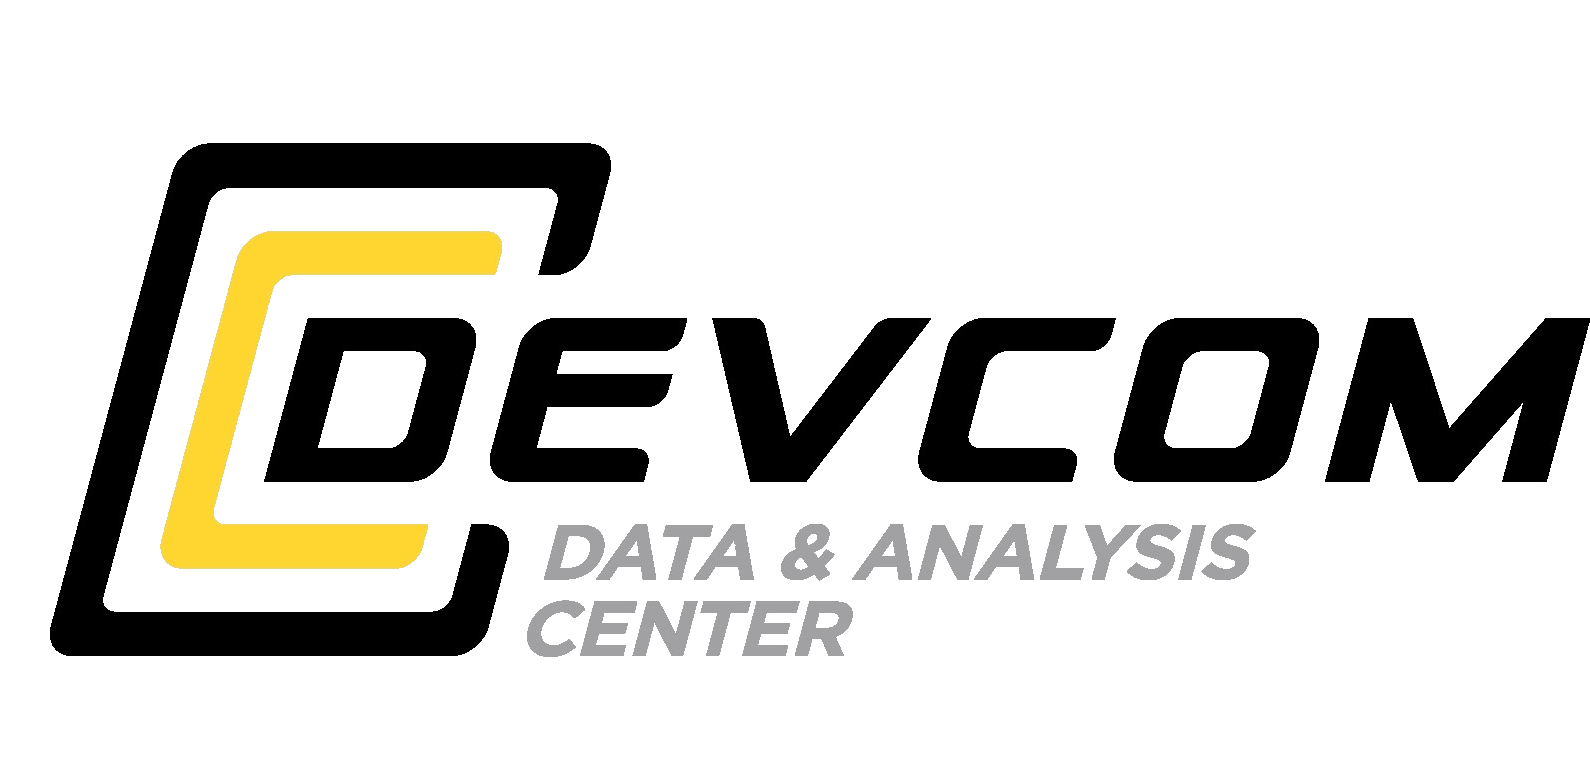 DEVCOM
DATA & ANALYSIS
CENTER